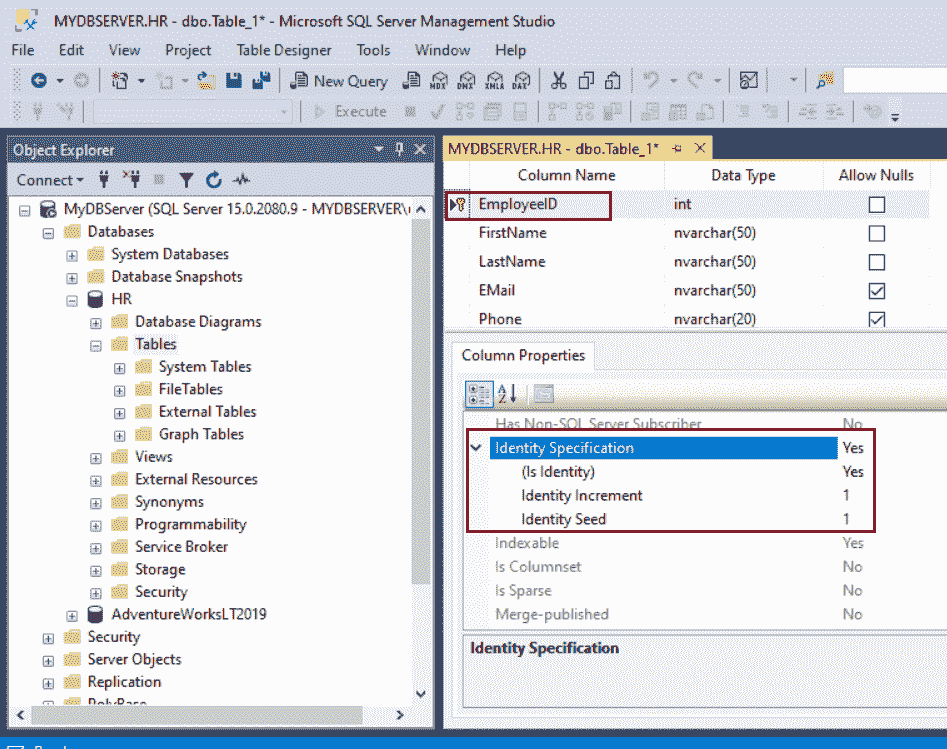 MYDBSERVER.HR - dbo.Table_1* - Microsoft SQL Server Management Studio
File Edit View Project Table Designer Tools Window Help
New Query MDX DMX XMLA DAX
Execute
Object Explorer
Connect
MyDBServer (SQL Server 15.0.2080.9 - MYDBSERVER\
Databases
System Databases
Database Snapshots
HR
Database Diagrams
Tables
System Tables
FileTables
External Tables
Graph Tables
Views
External Resources
Synonyms
Programmability
Service Broker
Storage
Security
AdventureWorksLT2019
Security
Server Objects
Replication
PolyBase
MYDBSERVER.HR - dbo.Table_1*
Column Name Data Type Allow Nulls
EmployeeID int
FirstName nvarchar(50)
LastName nvarchar(50)
EMail nvarchar(50)
Phone nvarchar(20)
Column Properties
Has Non-SQL Server Subscriber No
Identity Specification Yes
(Is Identity) Yes
Identity Increment 1
Identity Seed 1
Indexable Yes
Is Columnset No
Is Sparse No
Merge-published No
Identity Specification